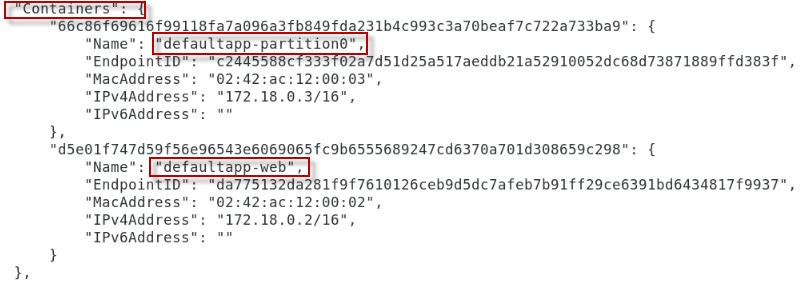 "Containers": {
"66c86f69616f99118fa7a096a3fb849fda231b4c993c3a70beaf7c722a733ba9": {
"Name": "defaultapp-partition0",
"EndpointID": "c2445588cf333f02a7d51d25a517aeddb21a52910052dc68d73871889ffd383f",
"MacAddress": "02:42:ac:12:00:03",
"IPv4Address": "172.18.0.3/16",
"IPv6Address": ""
},
"d5e01f747d59f56e96543e6069065fc9b6555689247cd6370a701d308659c298": {
"Name": "defaultapp-web",
"EndpointID": "da775132da281f9f7610126ceb9d5dc7afeb7b91ff29ce6391bd6434817f9937",
"MacAddress": "02:42:ac:12:00:02",
"IPv4Address": "172.18.0.2/16",
"IPv6Address": ""
}
},